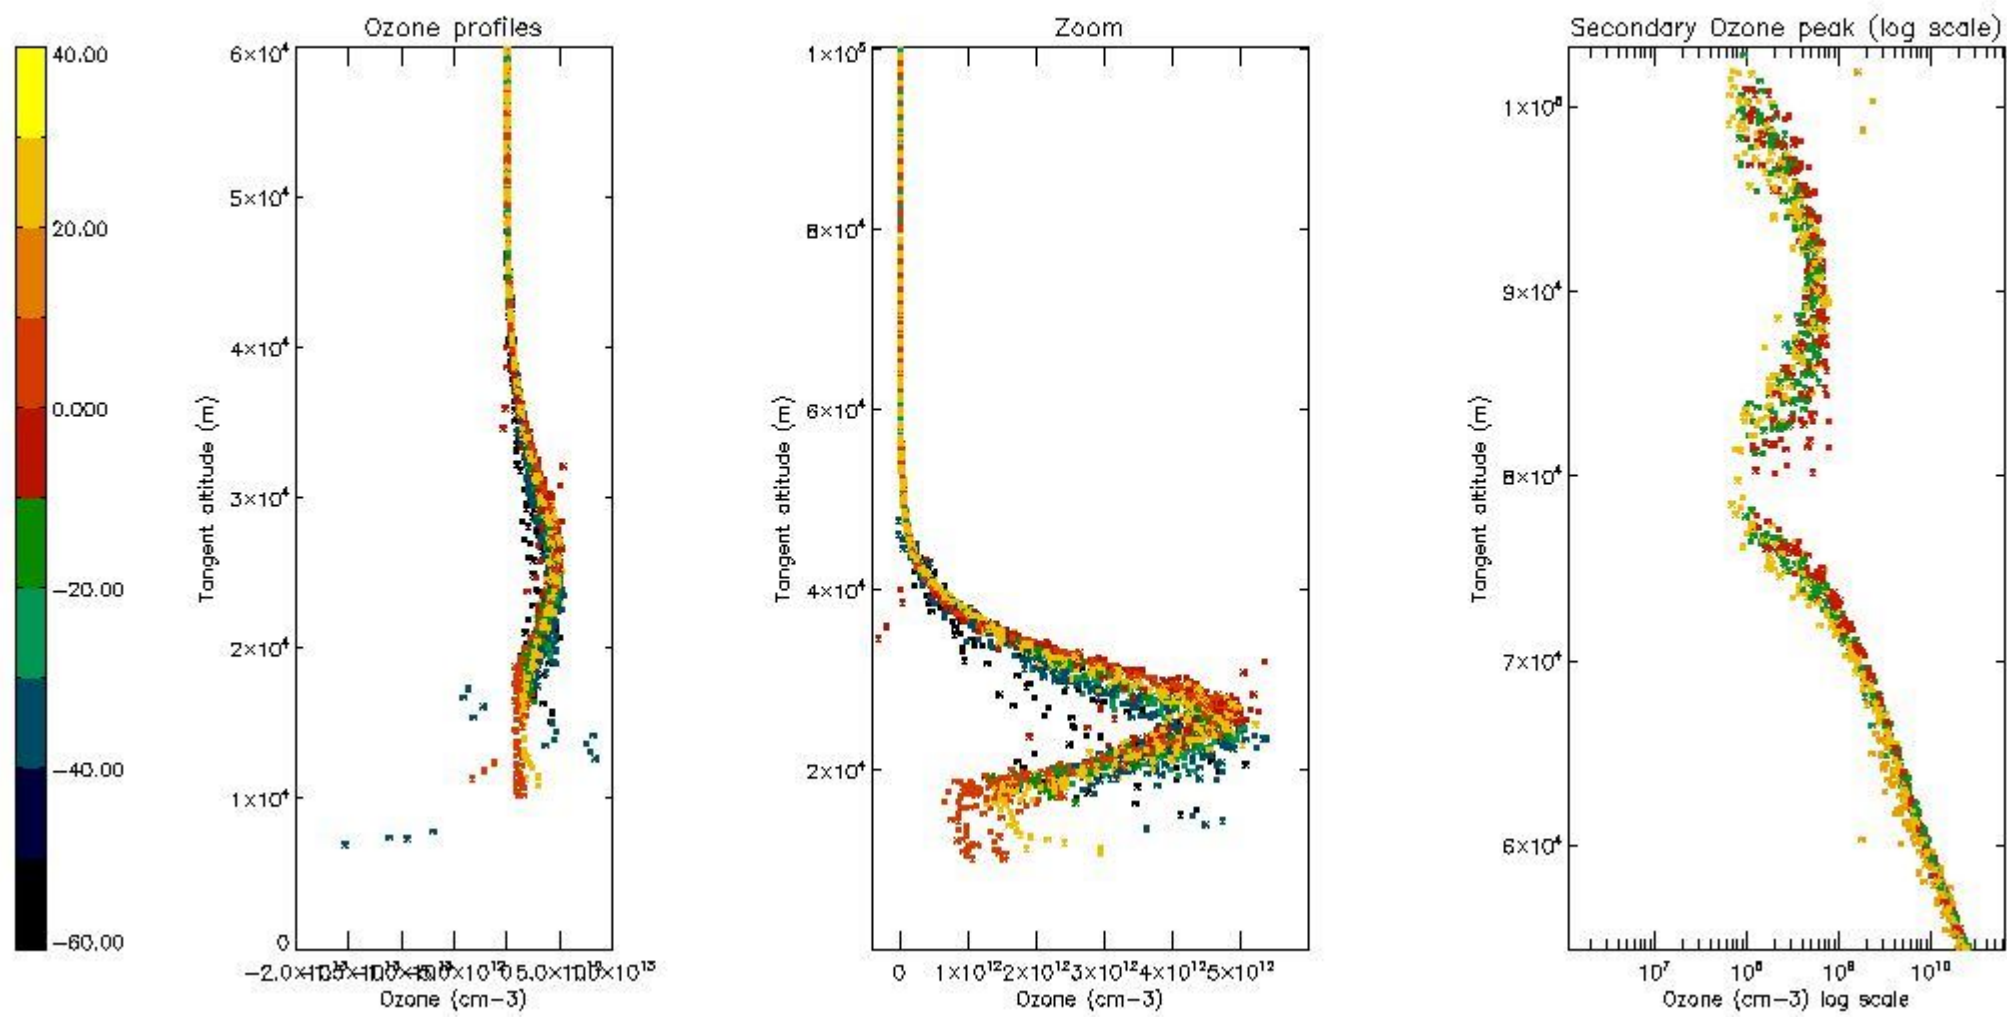 Ozone profiles
Zoom
Secondary Ozone peak (log scale)
40.00
20.00
0.000
−20.00
−40.00
−60.00
6×10⁴
5×10⁴
4×10⁴
3×10⁴
2×10⁴
1×10⁴
0
Tangent altitude (m)
5.0×10¹²
Ozone (cm−3)
1×10⁵
8×10⁴
6×10⁴
4×10⁴
2×10⁴
Tangent altitude (m)
0 1×10¹² 2×10¹² 3×10¹² 4×10¹² 5×10¹²
Ozone (cm−3)
1×10⁵
9×10⁴
8×10⁴
7×10⁴
6×10⁴
Tangent altitude (m)
10⁷ 10⁸ 10⁹ 10¹⁰
Ozone (cm−3) log scale